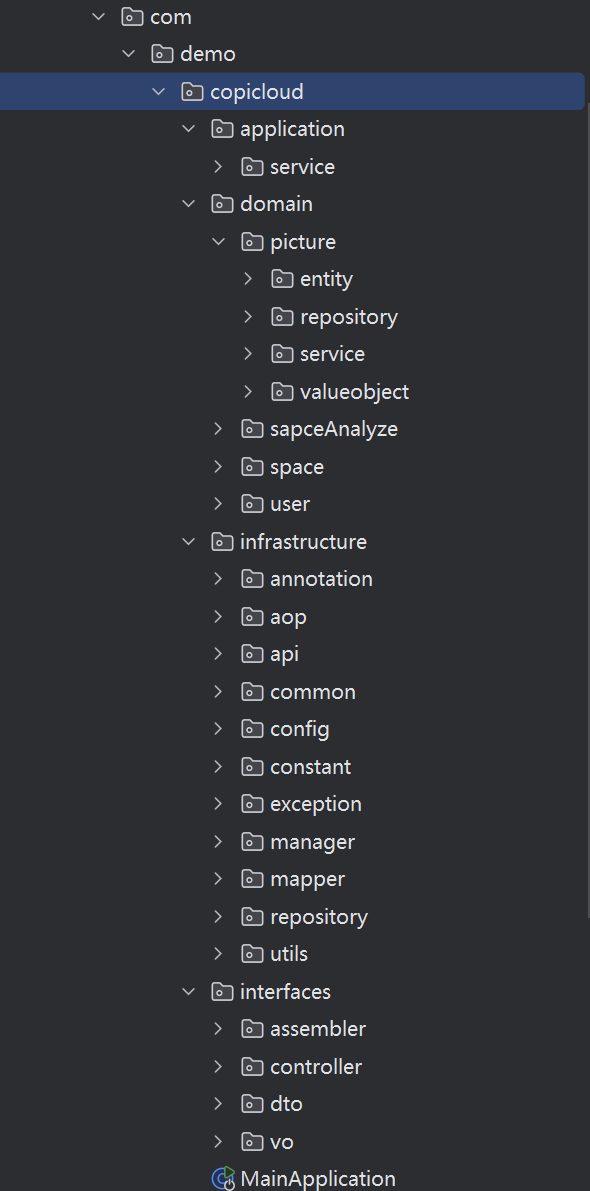 com
demo
copicloud
application
service
domain
picture
entity
repository
service
valueobject
sapceAnalyze
space
user
infrastructure
annotation
aop
api
common
config
constant
exception
manager
mapper
repository
utils
interfaces
assembler
controller
dto
vo
MainApplication